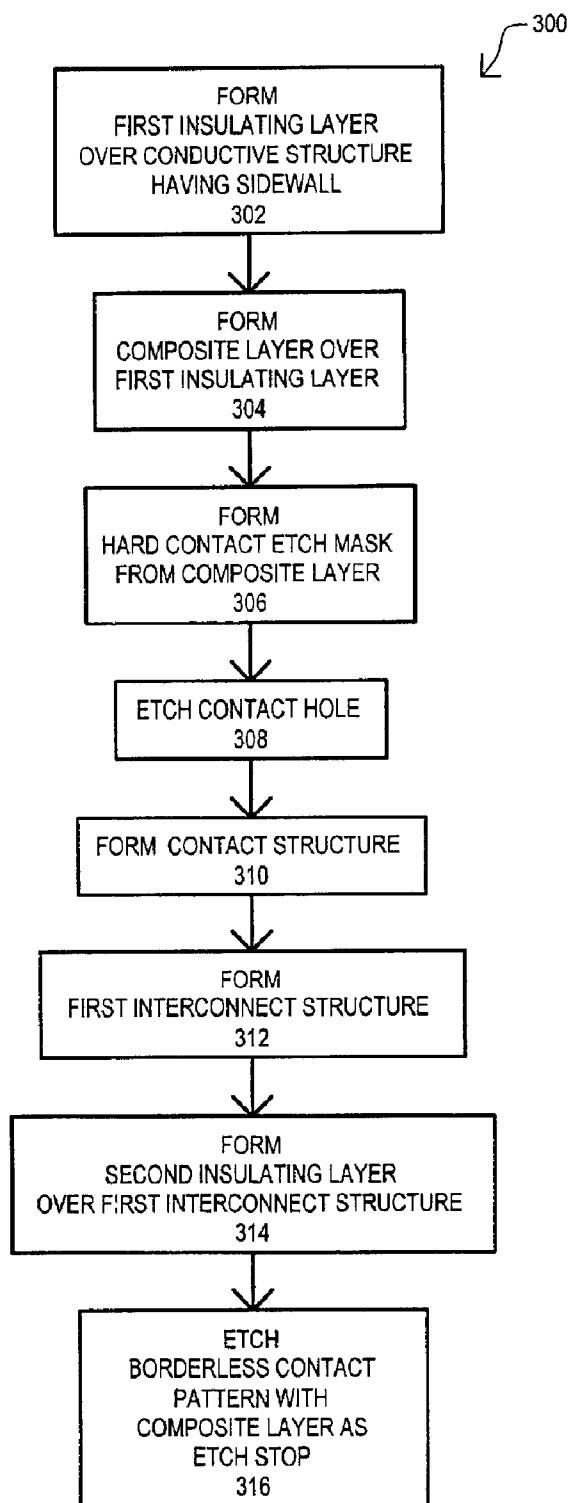 300
FORM
FIRST INSULATING LAYER
OVER CONDUCTIVE STRUCTURE
HAVING SIDEWALL
302
FORM
COMPOSITE LAYER OVER
FIRST INSULATING LAYER
304
FORM
HARD CONTACT ETCH MASK
FROM COMPOSITE LAYER
306
ETCH CONTACT HOLE
308
FORM CONTACT STRUCTURE
310
FORM
FIRST INTERCONNECT STRUCTURE
312
FORM
SECOND INSULATING LAYER
OVER FIRST INTERCONNECT STRUCTURE
314
ETCH
BORDERLESS CONTACT
PATTERN WITH
COMPOSITE LAYER AS
ETCH STOP
316